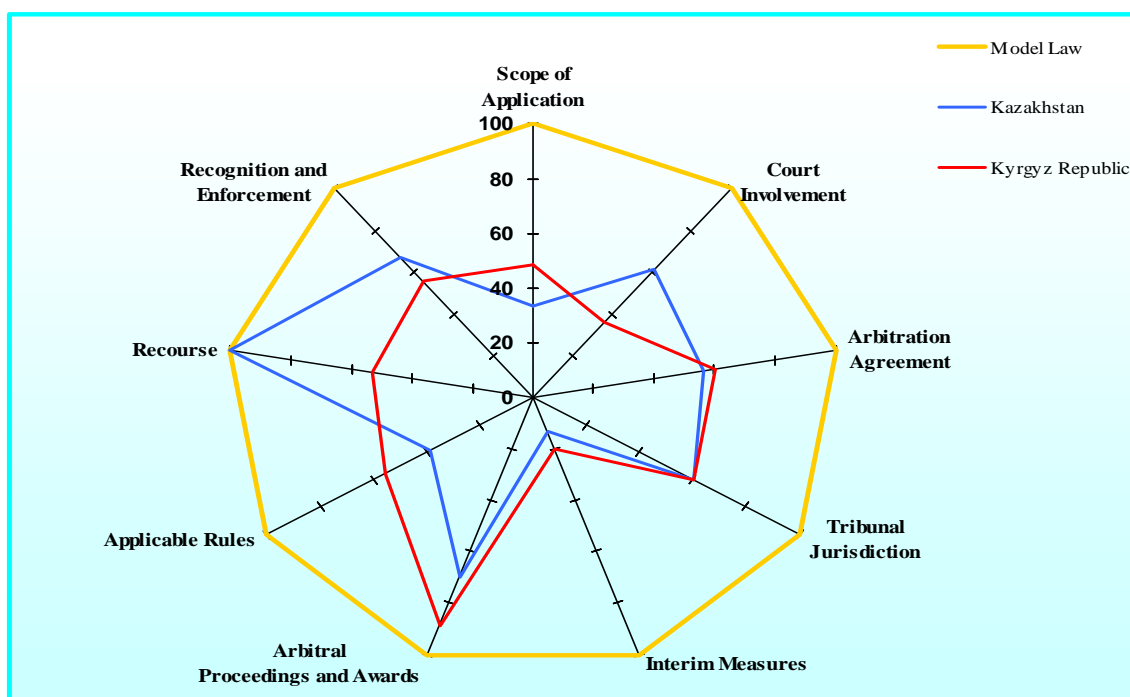 Model Law
Kazakhstan
Kyrgyz Republic
Scope of
Application
Court
Involvement
Arbitration
Agreement
Tribunal
Jurisdiction
Interim Measures
Arbitral
Proceedings and Awards
Applicable Rules
Recourse
Recognition and
Enforcement
100
80
60
40
20
0